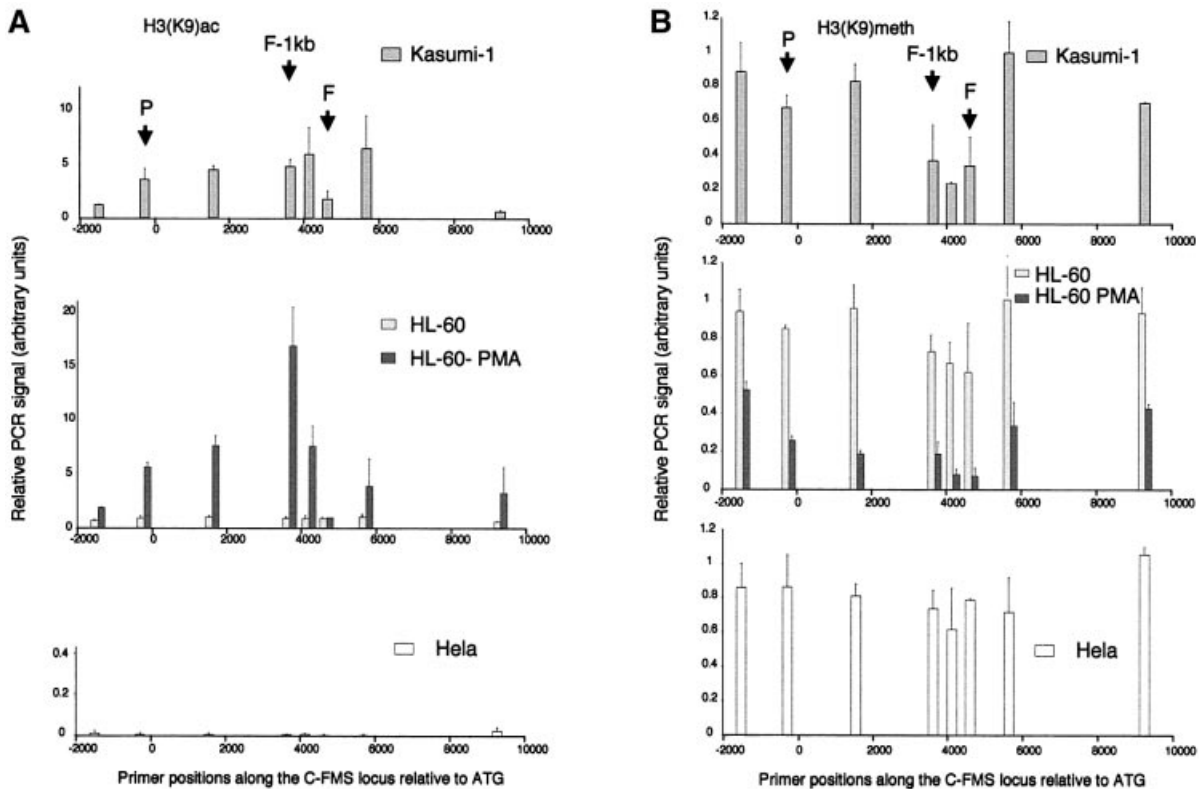 A
H3(K9)ac
F-1kb
Kasumi-1
P
F
10
5
0
-2000 0 2000 4000 6000 8000 10000
Relative PCR signal (arbitrary units)
20
15
10
5
0
HL-60
HL-60- PMA
-2000 0 2000 4000 6000 8000 10000
0.4
0.2
0
Hela
-2000 0 2000 4000 6000 8000 10000
Primer positions along the C-FMS locus relative to ATG
B
H3(K9)meth
P
F-1kb
Kasumi-1
F
1.2
1
0.8
0.6
0.4
0.2
0
-2000 0 2000 4000 6000 8000 10000
Relative PCR signal (arbitrary units)
1.2
1
0.8
0.6
0.4
0.2
0
HL-60
HL-60 PMA
-2000 0 2000 4000 6000 8000 10000
1.2
1
0.8
0.6
0.4
0.2
0
Hela
-2000 0 2000 4000 6000 8000 10000
Primer positions along the C-FMS locus relative to ATG